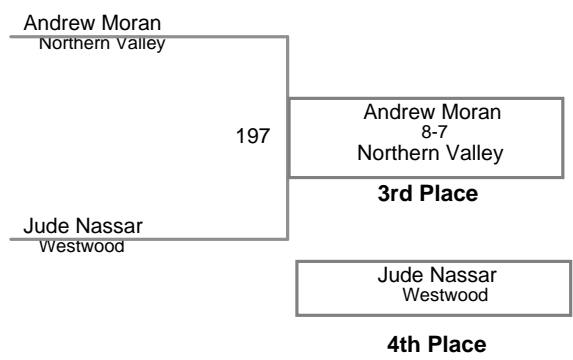 Andrew Moran
Northern Valley
197
Andrew Moran
8-7
Northern Valley
3rd Place
Jude Nassar
Westwood
Jude Nassar
Westwood
4th Place